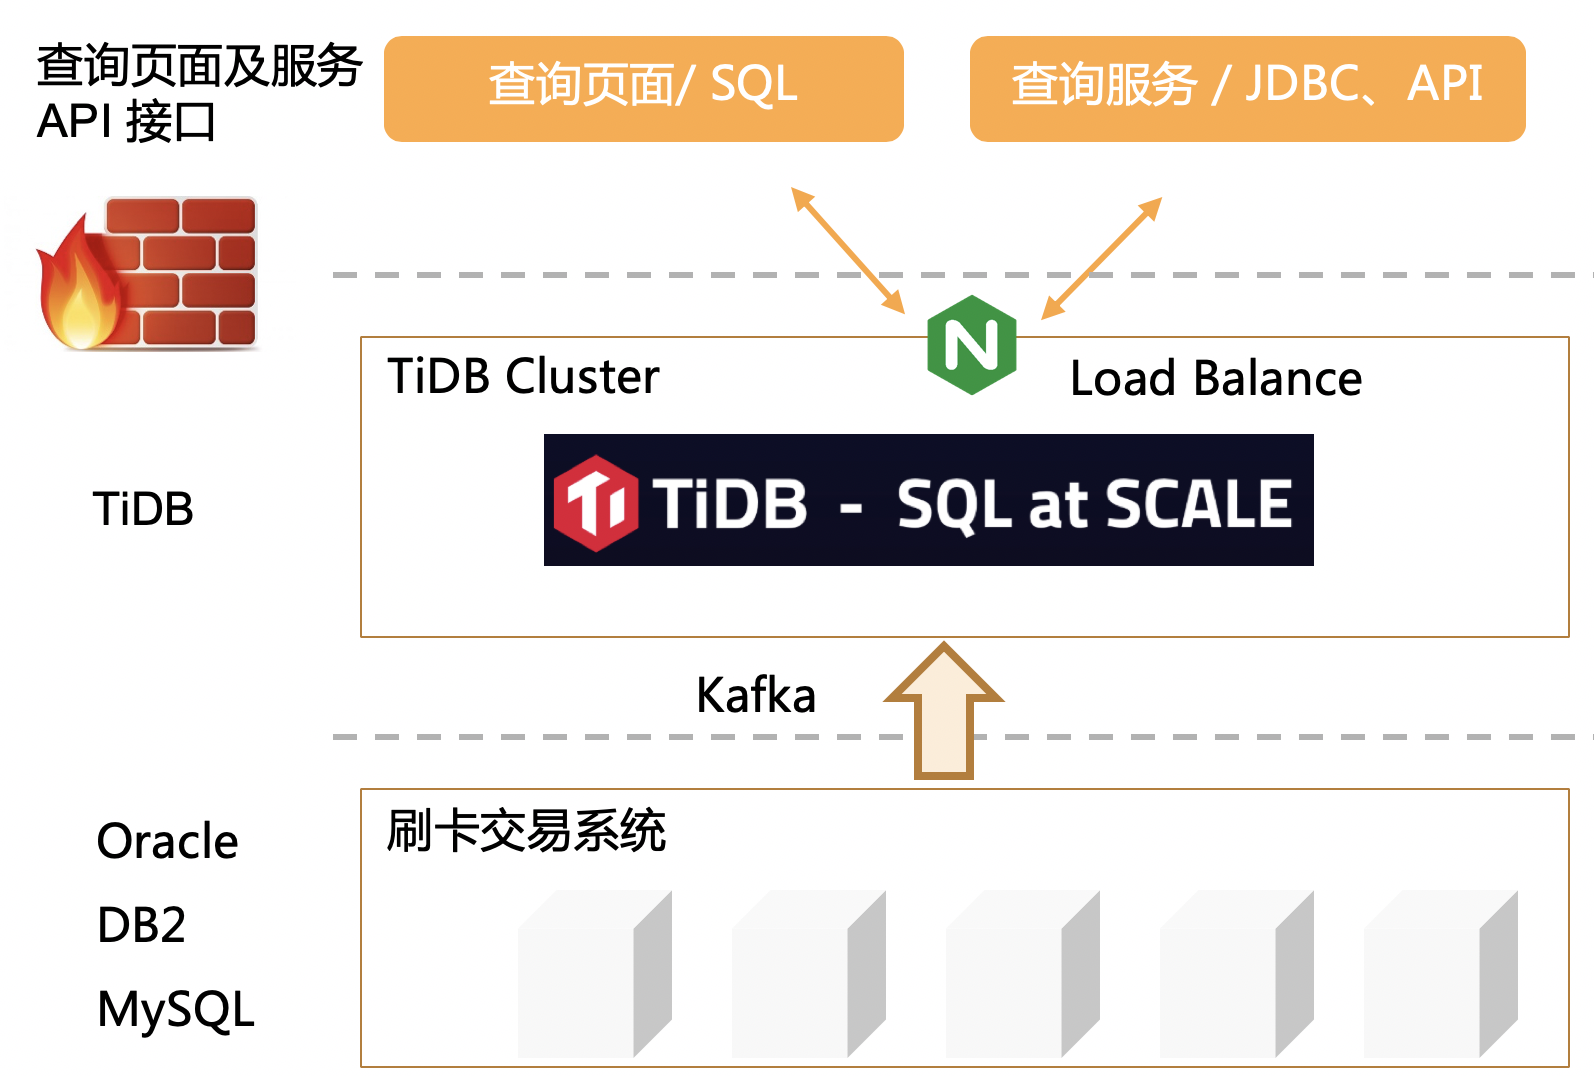 查询页面及服务
API 接口
查询页面/ SQL
查询服务 / JDBC、API
N
TiDB Cluster
Load Balance
TiDB
Ti TiDB - SQL at SCALE
Kafka
刷卡交易系统
Oracle
DB2
MySQL